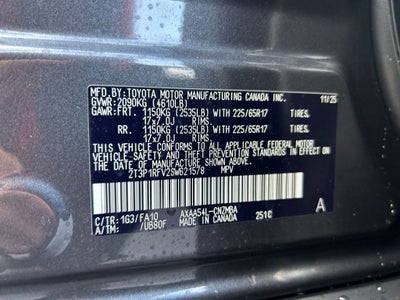 MFD.BY:TOYOTA MOTOR MANUFACTURING CANADA INC. 11/25
GVWR: 2090KG (4610LB)
GAWR:FRT. 1150KG (2535LB) WITH 225/65R17 TIRES,
17x7.0J RIMS
RR. 1150KG (2535LB) WITH 225/65R17 TIRES,
17x7.0J RIMS
THIS VEHICLE CONFORMS TO ALL APPLICABLE FEDERAL MOTOR
VEHICLE SAFETY AND THEFT PREVENTION STANDARDS IN EFFECT ON
THE DATE OF MANUFACTURE SHOWN ABOVE.
2T3P1RFV2SW621578 MPV
C/TR: 1G3/FA10 AXAA54L-CNZMBA 251C A
A/TM: /UB80F MADE IN CANADA